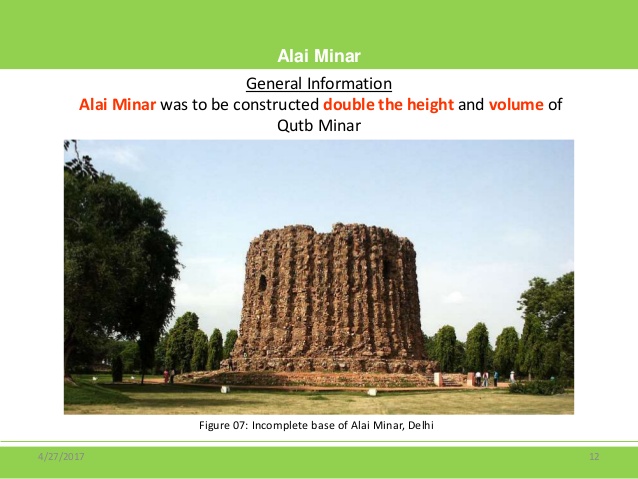 Alai Minar
General Information
Alai Minar was to be constructed double the height and volume of
Qutb Minar
Figure 07: Incomplete base of Alai Minar, Delhi
4/27/2017
12